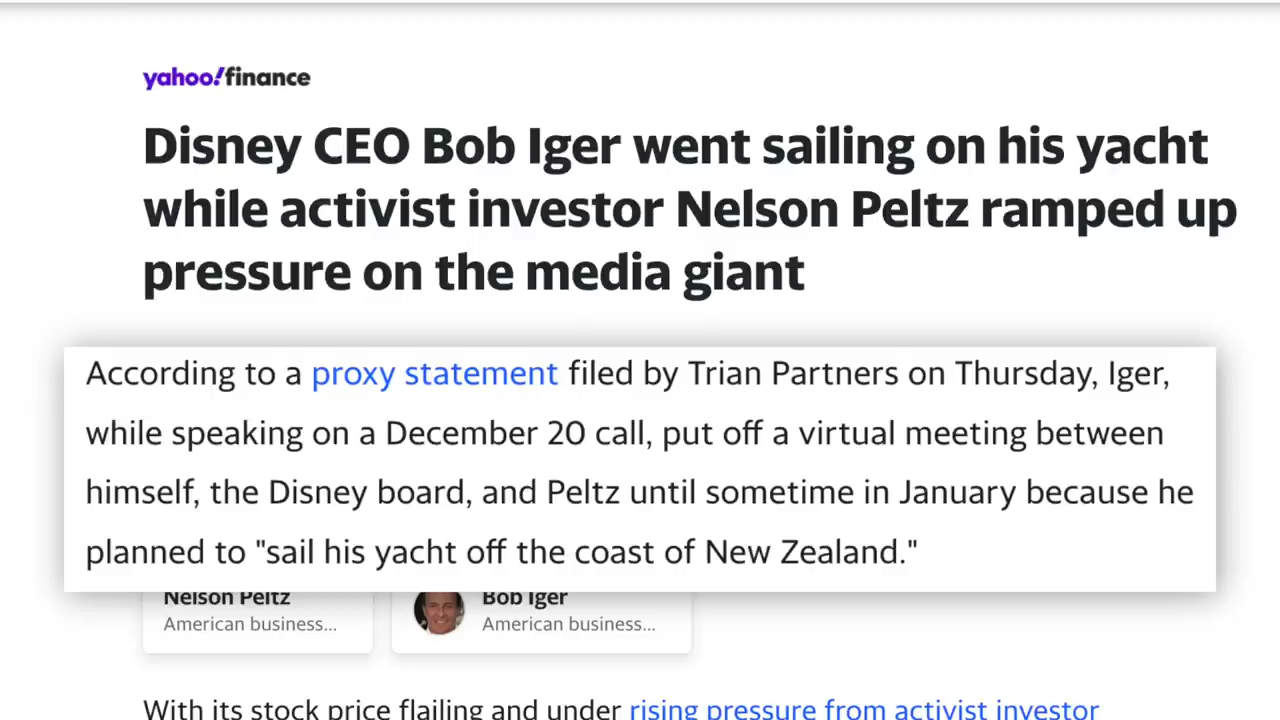 yahoo!finance
Disney CEO Bob Iger went sailing on his yacht
while activist investor Nelson Peltz ramped up
pressure on the media giant
According to a proxy statement filed by Trian Partners on Thursday, Iger,
while speaking on a December 20 call, put off a virtual meeting between
himself, the Disney board, and Peltz until sometime in January because he
planned to "sail his yacht off the coast of New Zealand."
Nelson Peltz
American business...
Bob Iger
American business...
With its stock price flailing and under rising pressure from activist investor